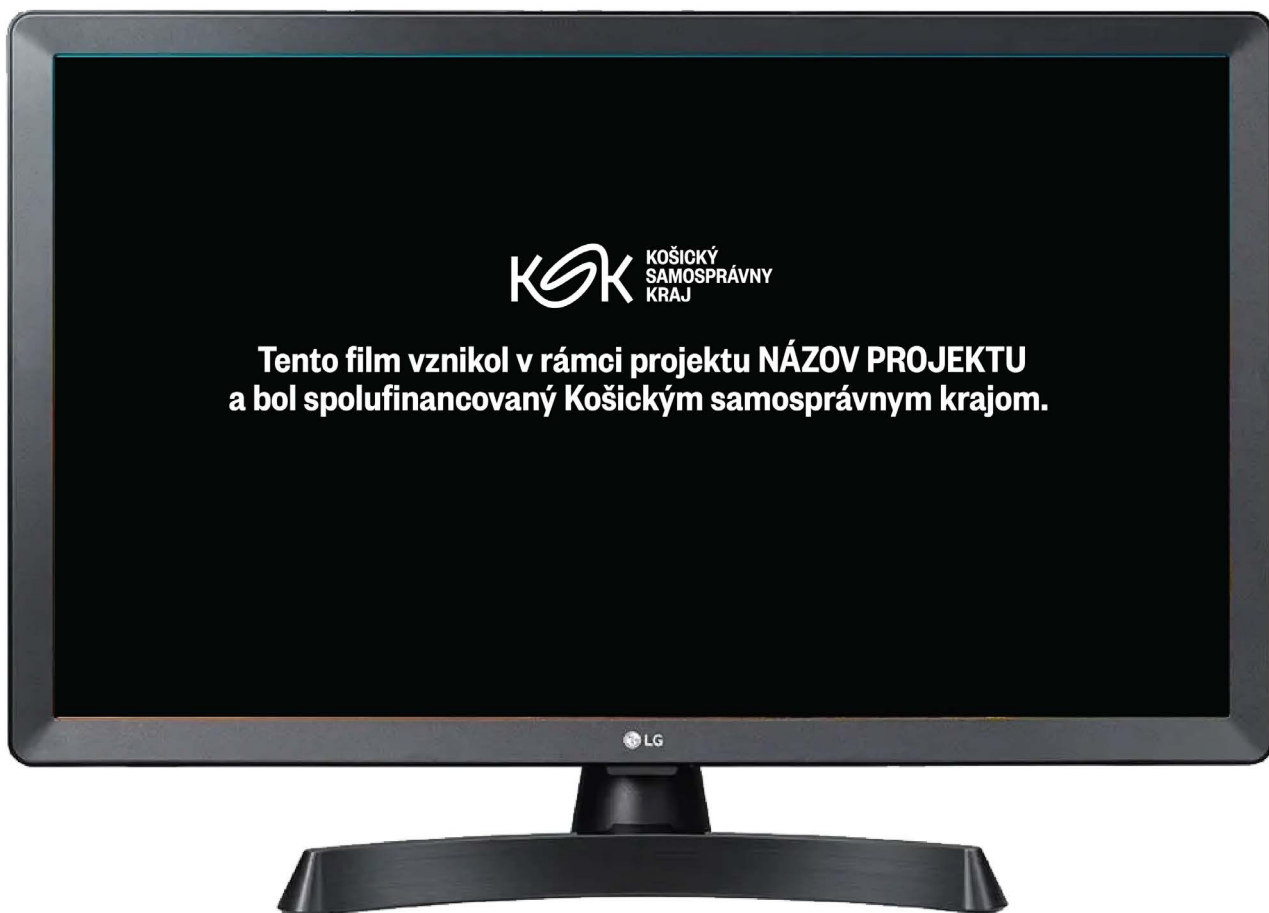 KSK
KOŠICKÝ
SAMOSPRÁVNY
KRAJ
Tento film vznikol v rámci projektu NÁZOV PROJEKTU
a bol spolufinancovaný Košickým samosprávnym krajom.
LG